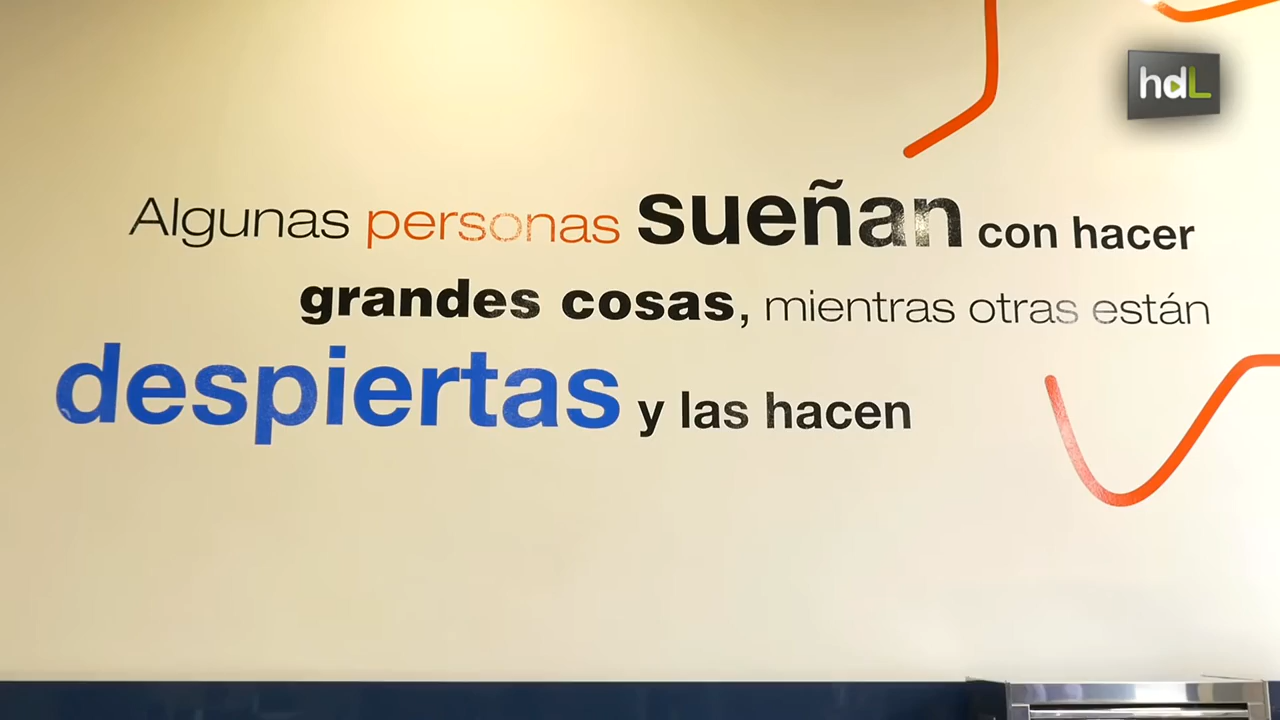 hdL
Algunas personas sueñan con hacer
grandes cosas, mientras otras están
despiertas y las hacen